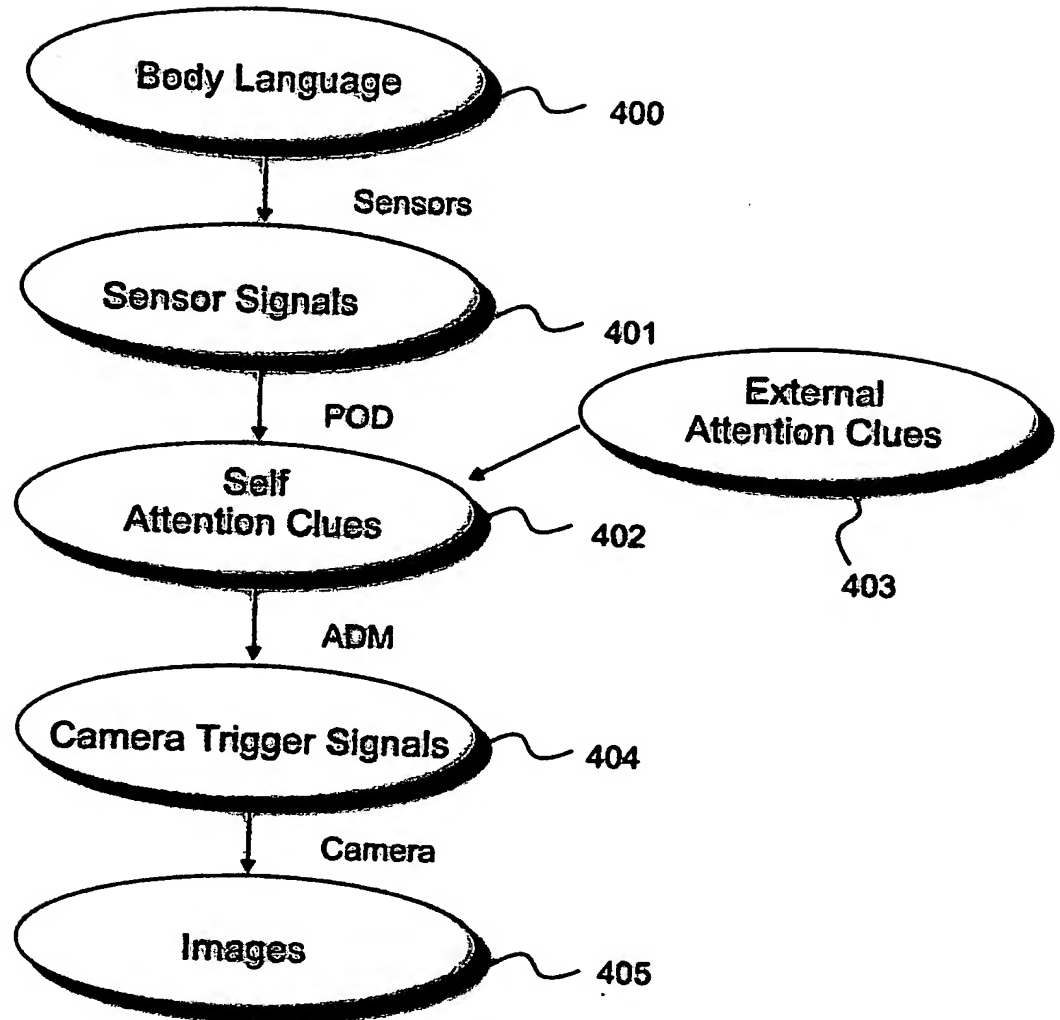 Body Language
400
Sensors
Sensor Signals
401
POD
External
Attention Clues
403
Self
Attention Clues
402
ADM
Camera Trigger Signals
404
Camera
Images
405